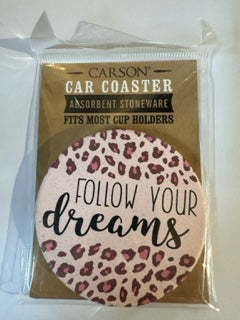 CARSON®
CAR COASTER
ABSORBENT STONEWARE
FITS MOST CUP HOLDERS
FOLLOW YOUR
dreams